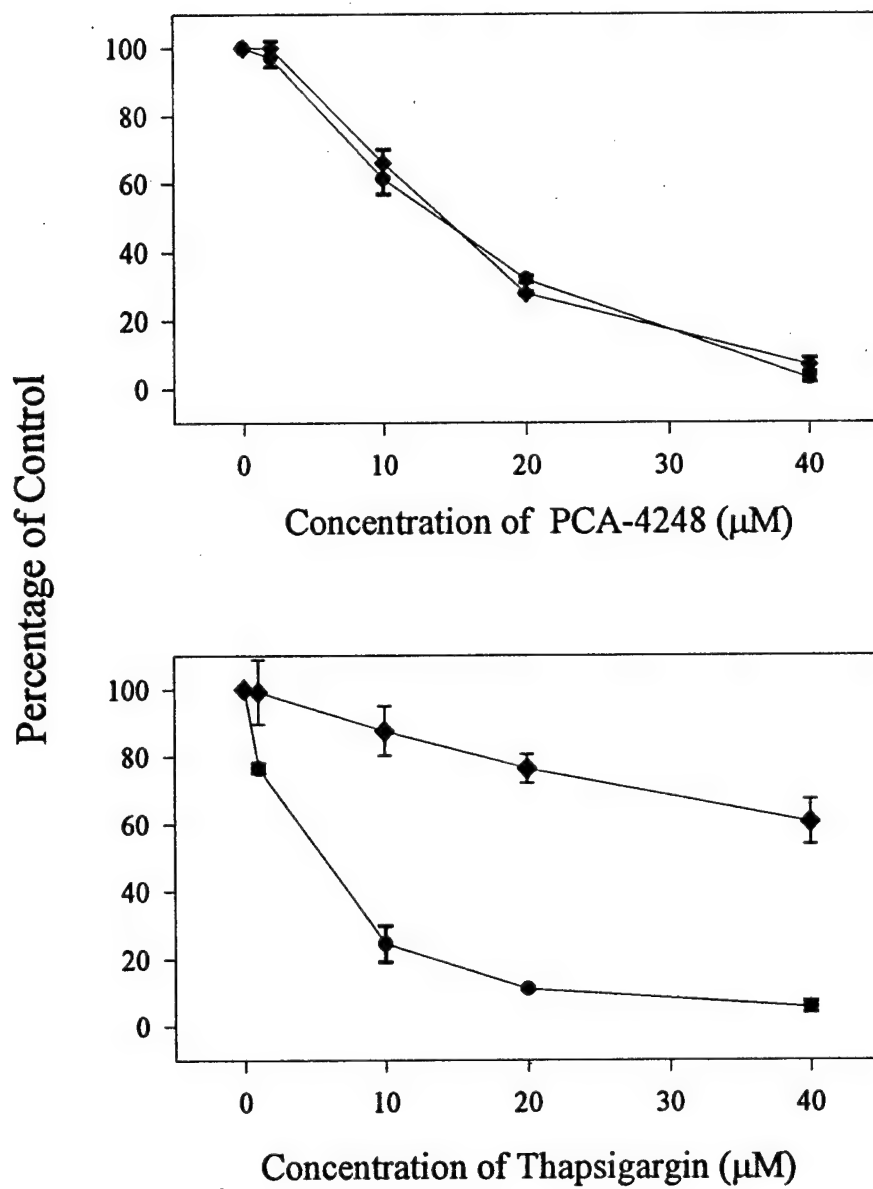 Percentage of Control
100
80
60
40
20
0
0 10 20 30 40
Concentration of PCA-4248 (μM)
100
80
60
40
20
0
0 10 20 30 40
Concentration of Thapsigargin (μM)